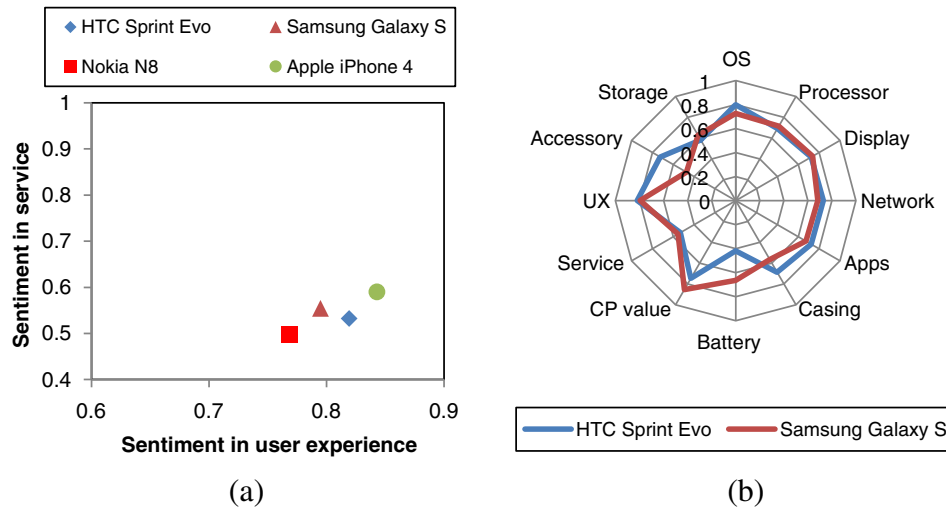 HTC Sprint Evo
Samsung Galaxy S
Nokia N8
Apple iPhone 4
1
0.9
0.8
0.7
0.6
0.5
0.4
0.6
0.7
0.8
0.9
Sentiment in service
Sentiment in user experience
(a)
OS
Processor
Display
Network
Apps
Casing
Battery
CP value
Service
UX
Accessory
Storage
1
0.8
0.6
0.4
0.2
0
HTC Sprint Evo
Samsung Galaxy S
(b)